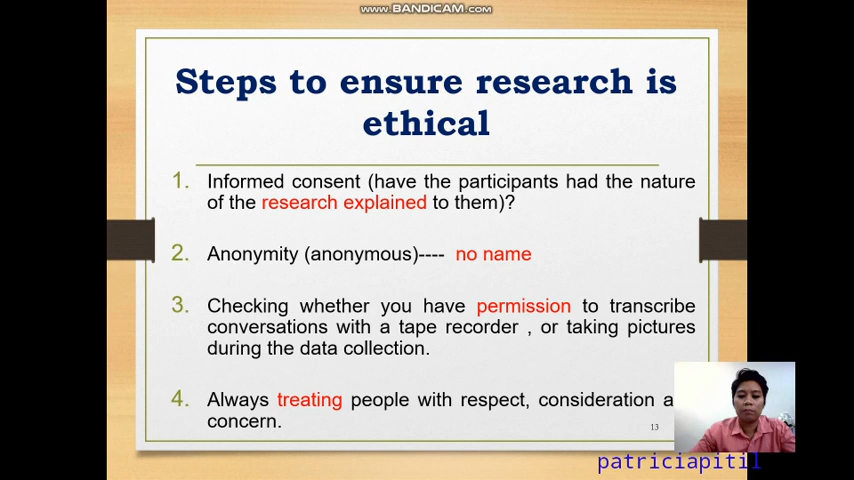 WWW.BANDICAM.COM
Steps to ensure research is
ethical
1. Informed consent (have the participants had the nature
of the research explained to them)?
2. Anonymity (anonymous)---- no name
3. Checking whether you have permission to transcribe
conversations with a tape recorder , or taking pictures
during the data collection.
4. Always treating people with respect, consideration a
concern.
13
patriciapitil